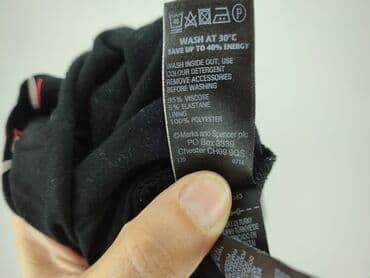 WASH AT 30°C
SAVE UP TO 40% ENERGY
WASH INSIDE OUT, USE
COLOUR DETERGENT
REMOVE ACCESSORIES
BEFORE WASHING
95% VISCOSE
5% ELASTANE
LINING
100% POLYESTER
©Marks and Spencer plc
PO Box 3339
Chester CH99 9QS